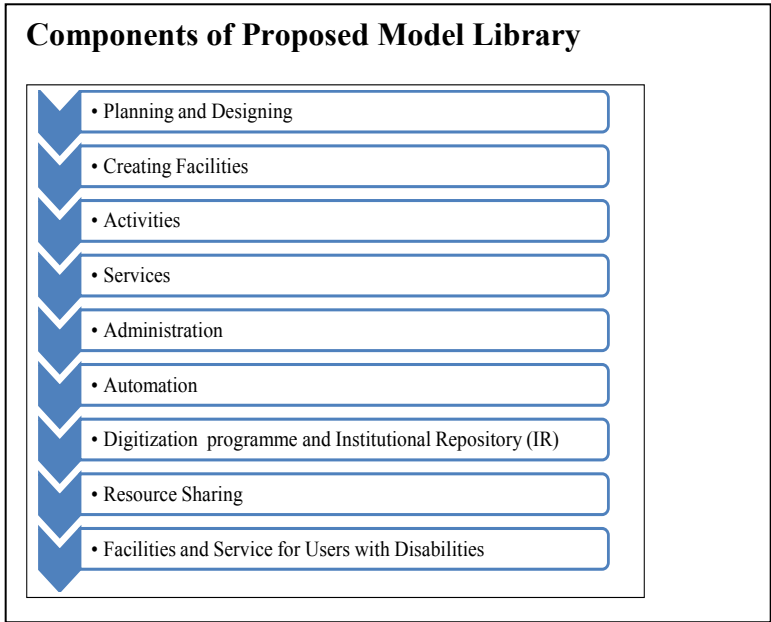 Components of Proposed Model Library
• Planning and Designing
• Creating Facilities
• Activities
• Services
• Administration
• Automation
• Digitization programme and Institutional Repository (IR)
• Resource Sharing
• Facilities and Service for Users with Disabilities